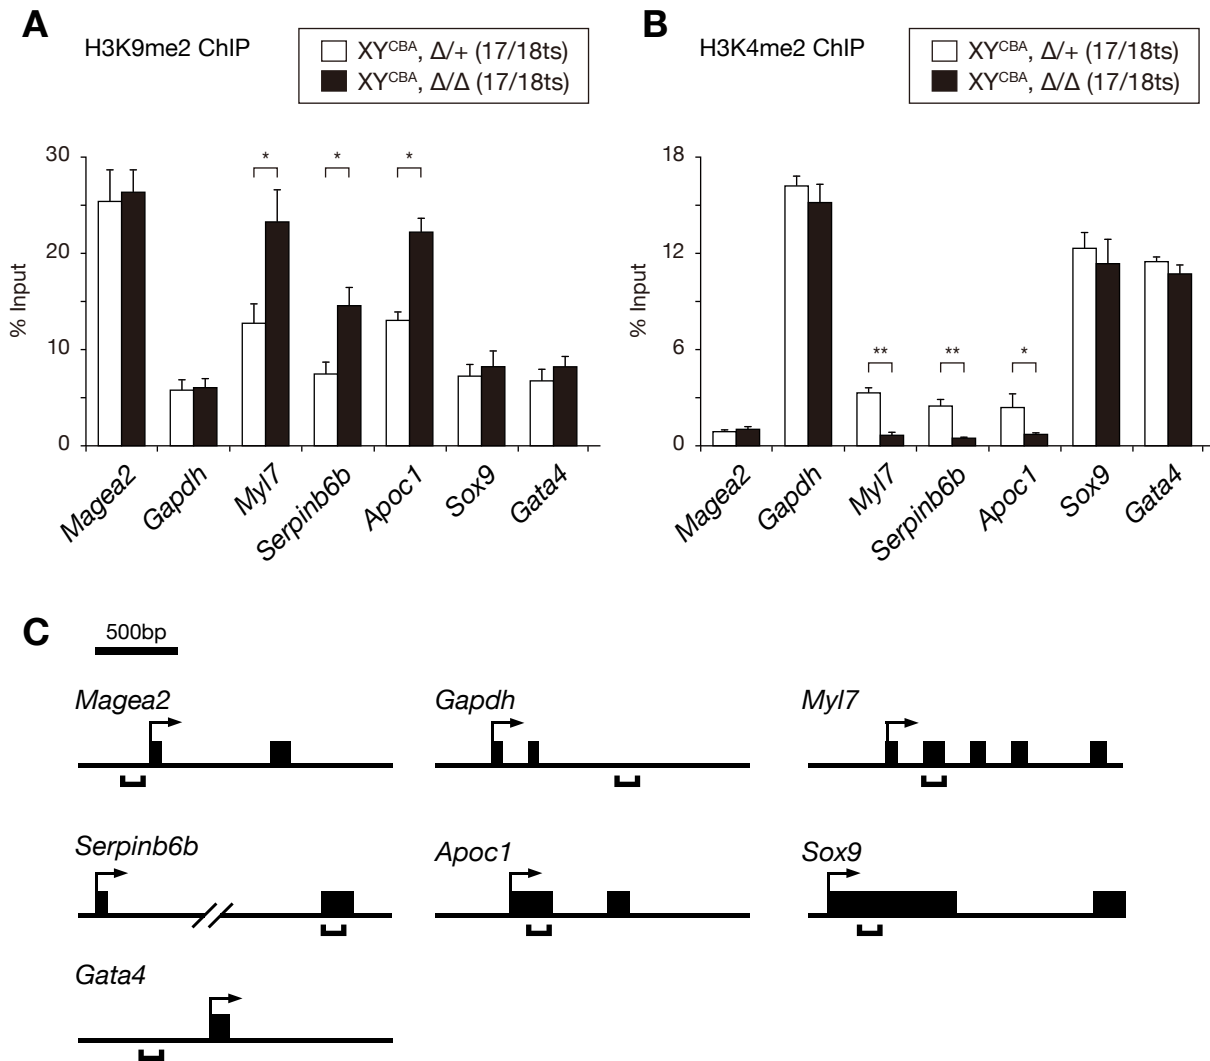 A
H3K9me2 ChIP
XY^CBA, Δ/+ (17/18ts)
XY^CBA, Δ/Δ (17/18ts)
% Input
30
20
10
0
* * *
Magea2 Gapdh Myl7 Serpinb6b Apoc1 Sox9 Gata4
B
H3K4me2 ChIP
XY^CBA, Δ/+ (17/18ts)
XY^CBA, Δ/Δ (17/18ts)
% Input
18
12
6
0
** ** *
Magea2 Gapdh Myl7 Serpinb6b Apoc1 Sox9 Gata4
C
500bp
Magea2 Gapdh Myl7
Serpinb6b Apoc1 Sox9
Gata4